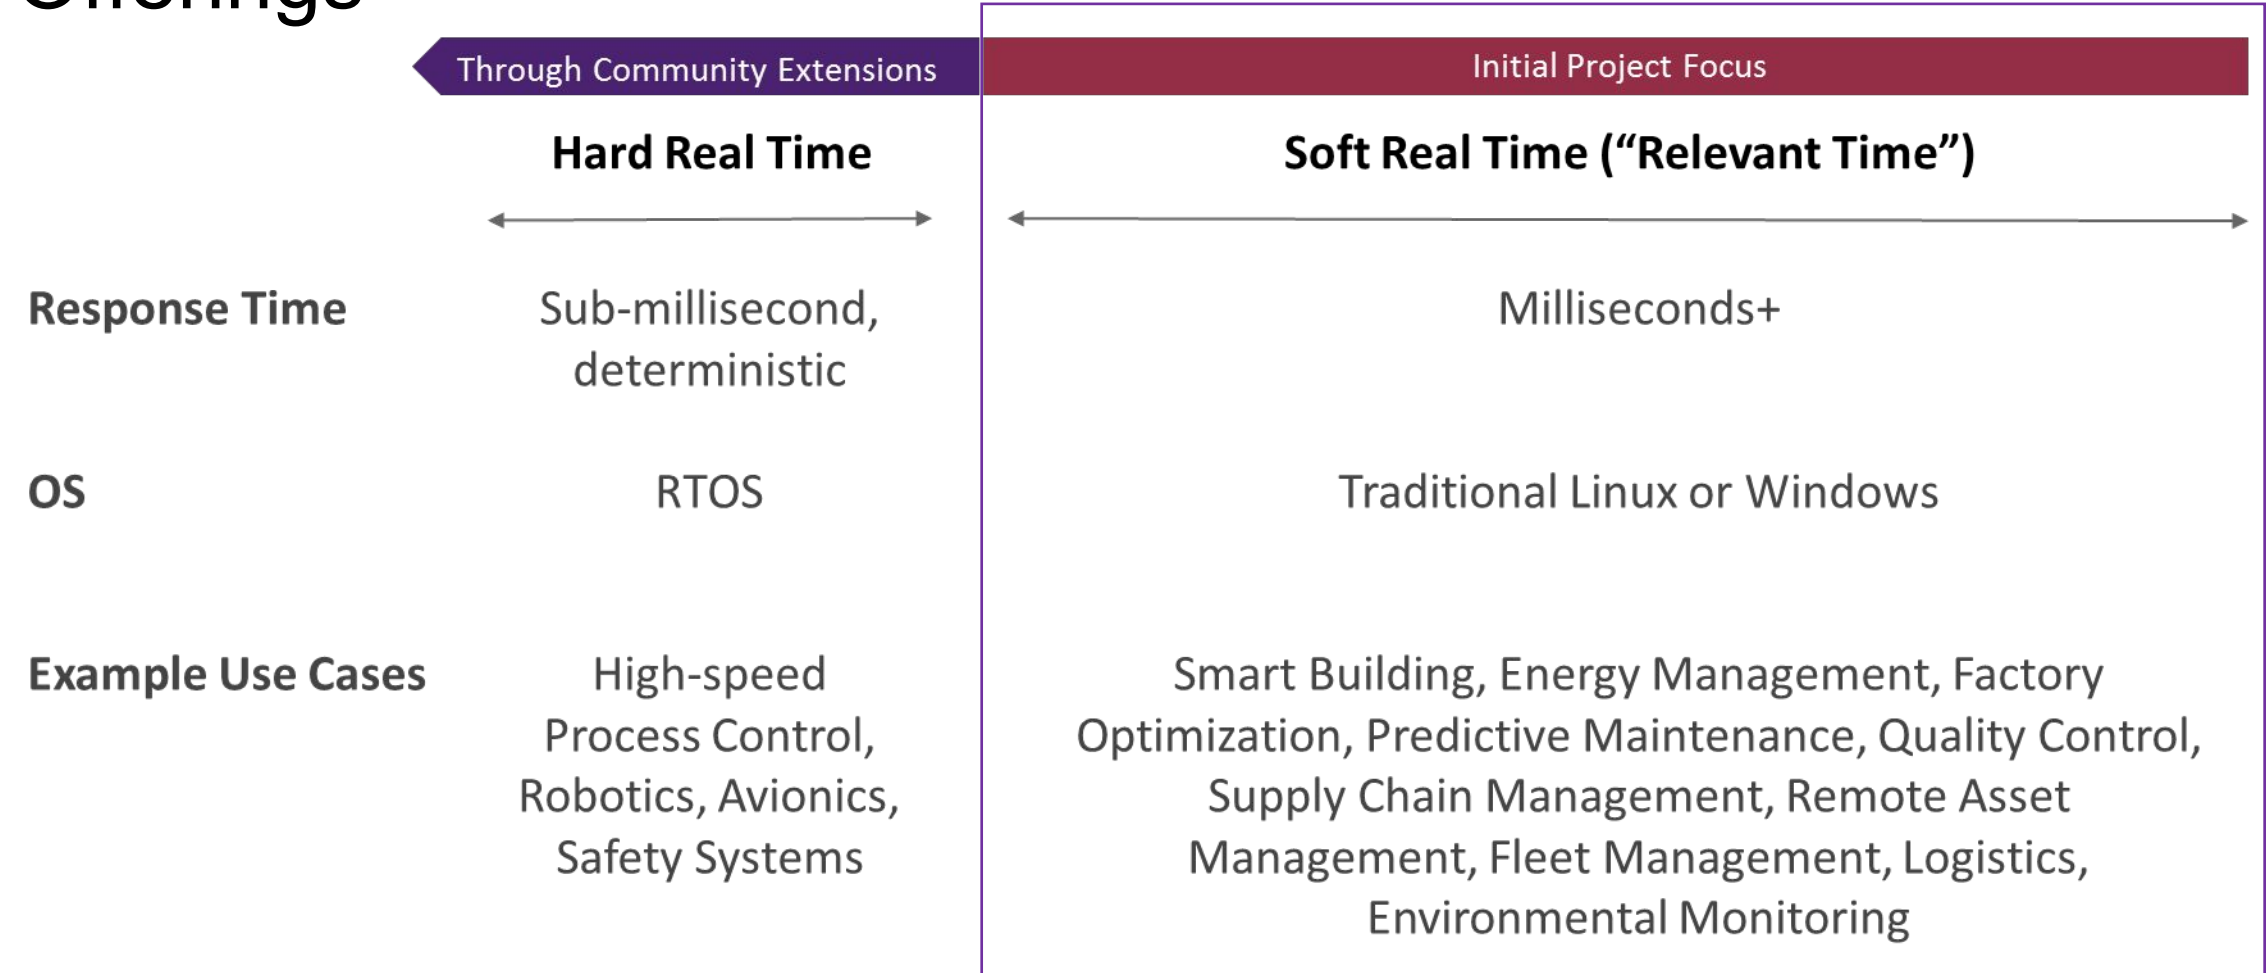 Offerings
Through Community Extensions
Initial Project Focus
Hard Real Time
Soft Real Time (“Relevant Time”)
Response Time
Sub-millisecond,
deterministic
Milliseconds+
OS
RTOS
Traditional Linux or Windows
Example Use Cases
High-speed
Process Control,
Robotics, Avionics,
Safety Systems
Smart Building, Energy Management, Factory
Optimization, Predictive Maintenance, Quality Control,
Supply Chain Management, Remote Asset
Management, Fleet Management, Logistics,
Environmental Monitoring